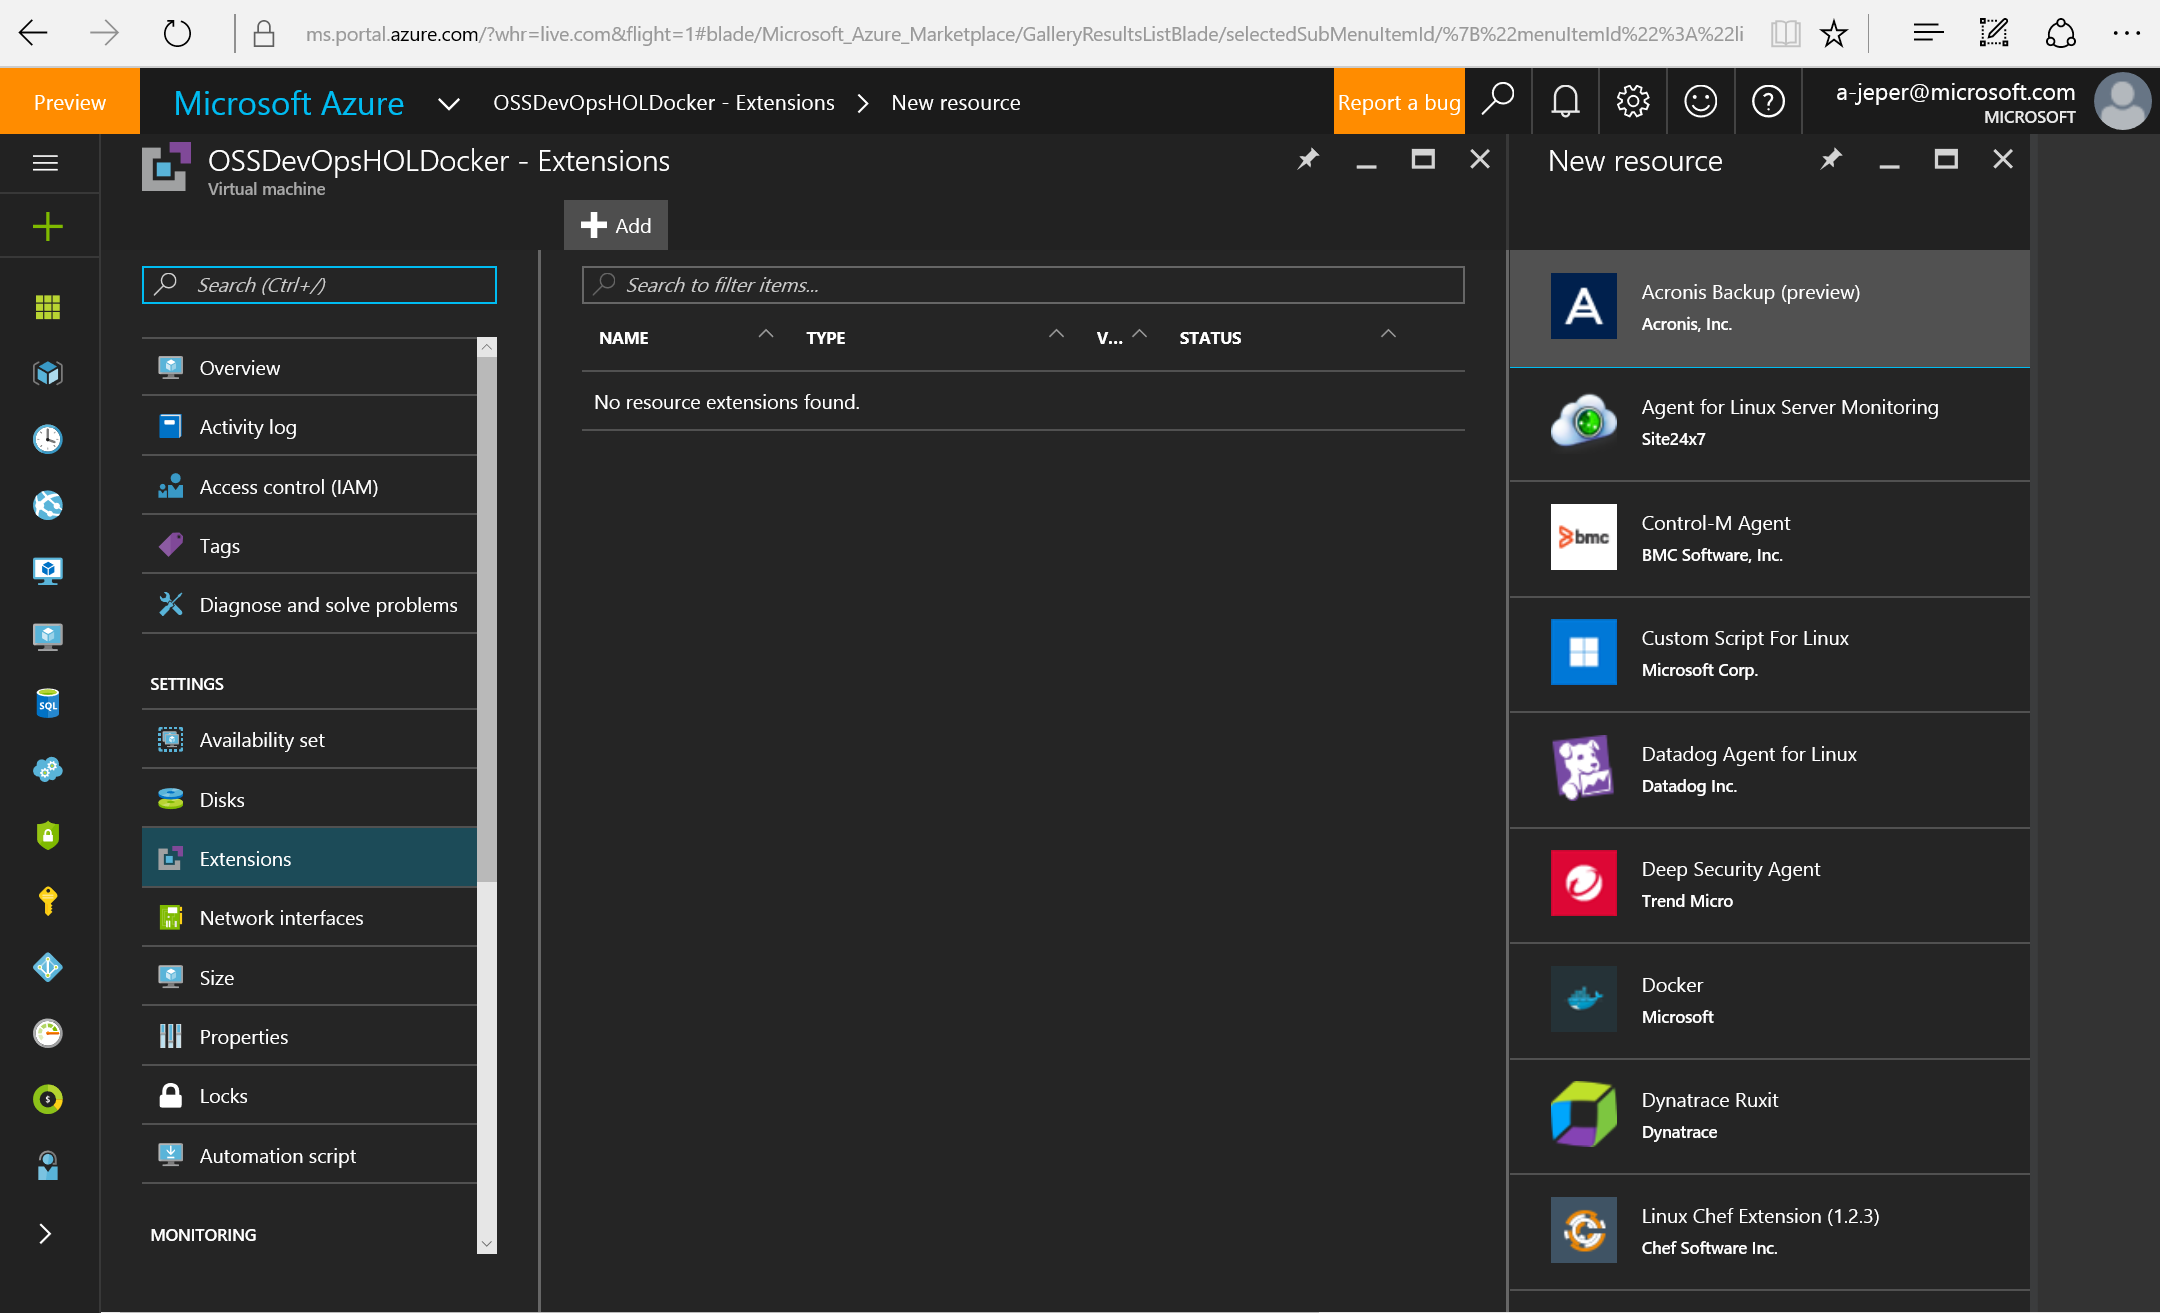 ms.portal.azure.com/?whr=live.com&flight=1#blade/Microsoft_Azure_Marketplace/GalleryResultsListBlade/selectedSubMenuItemId/%7B%22menuItemId%22%3A%22li
Preview
Microsoft Azure
OSSDevOpsHOLDocker - Extensions
New resource
Report a bug
a-jeper@microsoft.com
MICROSOFT
OSSDevOpsHOLDocker - Extensions
Virtual machine
Add
Search (Ctrl+/)
Overview
Activity log
Access control (IAM)
Tags
Diagnose and solve problems
SETTINGS
Availability set
Disks
Extensions
Network interfaces
Size
Properties
Locks
Automation script
MONITORING
Search to filter items...
NAME TYPE V... STATUS
No resource extensions found.
New resource
Acronis Backup (preview)
Acronis, Inc.
Agent for Linux Server Monitoring
Site24x7
bmc
Control-M Agent
BMC Software, Inc.
Custom Script For Linux
Microsoft Corp.
Datadog Agent for Linux
Datadog Inc.
Deep Security Agent
Trend Micro
Docker
Microsoft
Dynatrace Ruxit
Dynatrace
Linux Chef Extension (1.2.3)
Chef Software Inc.
SQL